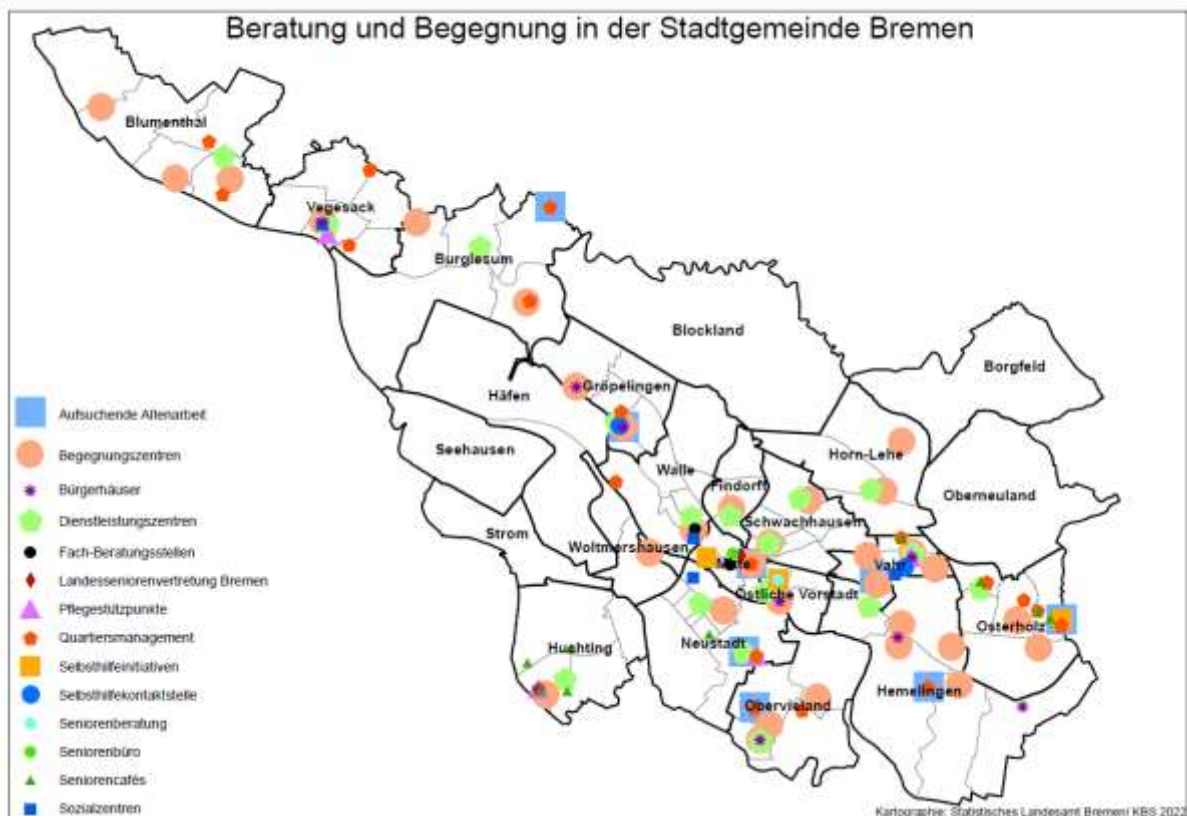 Beratung und Begegnung in der Stadtgemeinde Bremen
Blumenthal
Vegesack
Burglesum
Blockland
Borgfeld
Häfen
Gröpelingen
Seehausen
Walle
Findorff
Horn-Lehe
Oberneuland
Schwachhausen
Strom
Woltmershausen
Mitte
Vahr
Östliche Vorstadt
Osterholz
Neustadt
Huchting
Hemelingen
Obervieland
Aufsuchende Altenarbeit
Begegnungszentren
Bürgerhäuser
Dienstleistungszentren
Fach-Beratungsstellen
Landesseniorenvertretung Bremen
Pflegestützpunkte
Quartiersmanagement
Selbsthilfeinitiativen
Selbsthilfekontaktstelle
Seniorenberatung
Seniorenbüro
Seniorencafés
Sozialzentren
Kartographie: Statistisches Landesamt Bremen/ KBS 2022